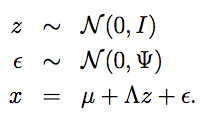 z ∼ 𝒩(0, I)
ϵ ∼ 𝒩(0, Ψ)
x = μ + Λz + ϵ.